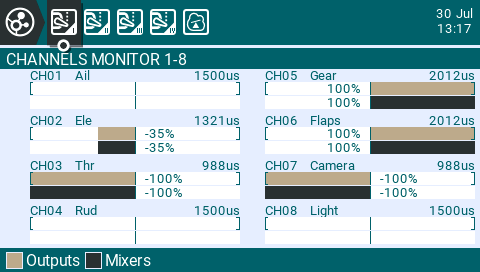 30 Jul
13:17
CHANNELS MONITOR 1-8
CH01 Ail 1500us
CH02 Ele 1321us
-35%
-35%
CH03 Thr 988us
-100%
-100%
CH04 Rud 1500us
CH05 Gear 2012us
100%
100%
CH06 Flaps 2012us
100%
100%
CH07 Camera 988us
-100%
-100%
CH08 Light 1500us
Outputs Mixers